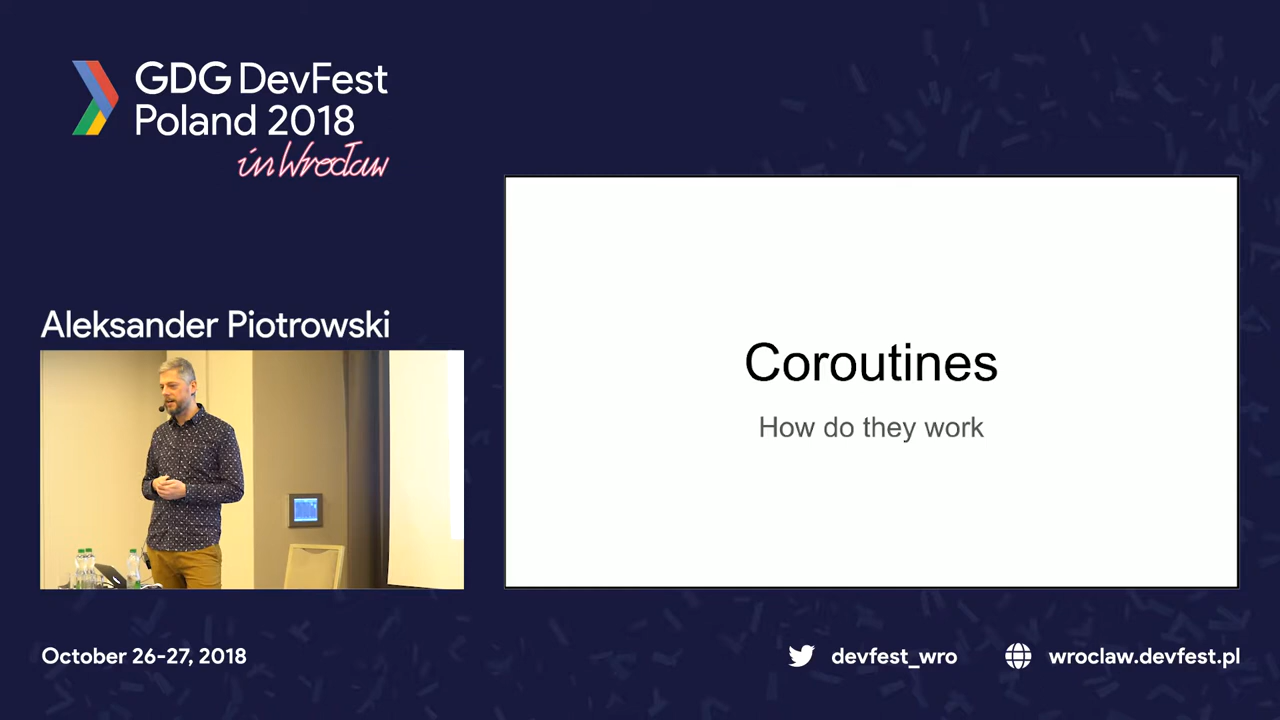 GDG DevFest
Poland 2018
in Wrocław
Aleksander Piotrowski
Coroutines
How do they work
October 26-27, 2018
devfest_wro
wroclaw.devfest.pl